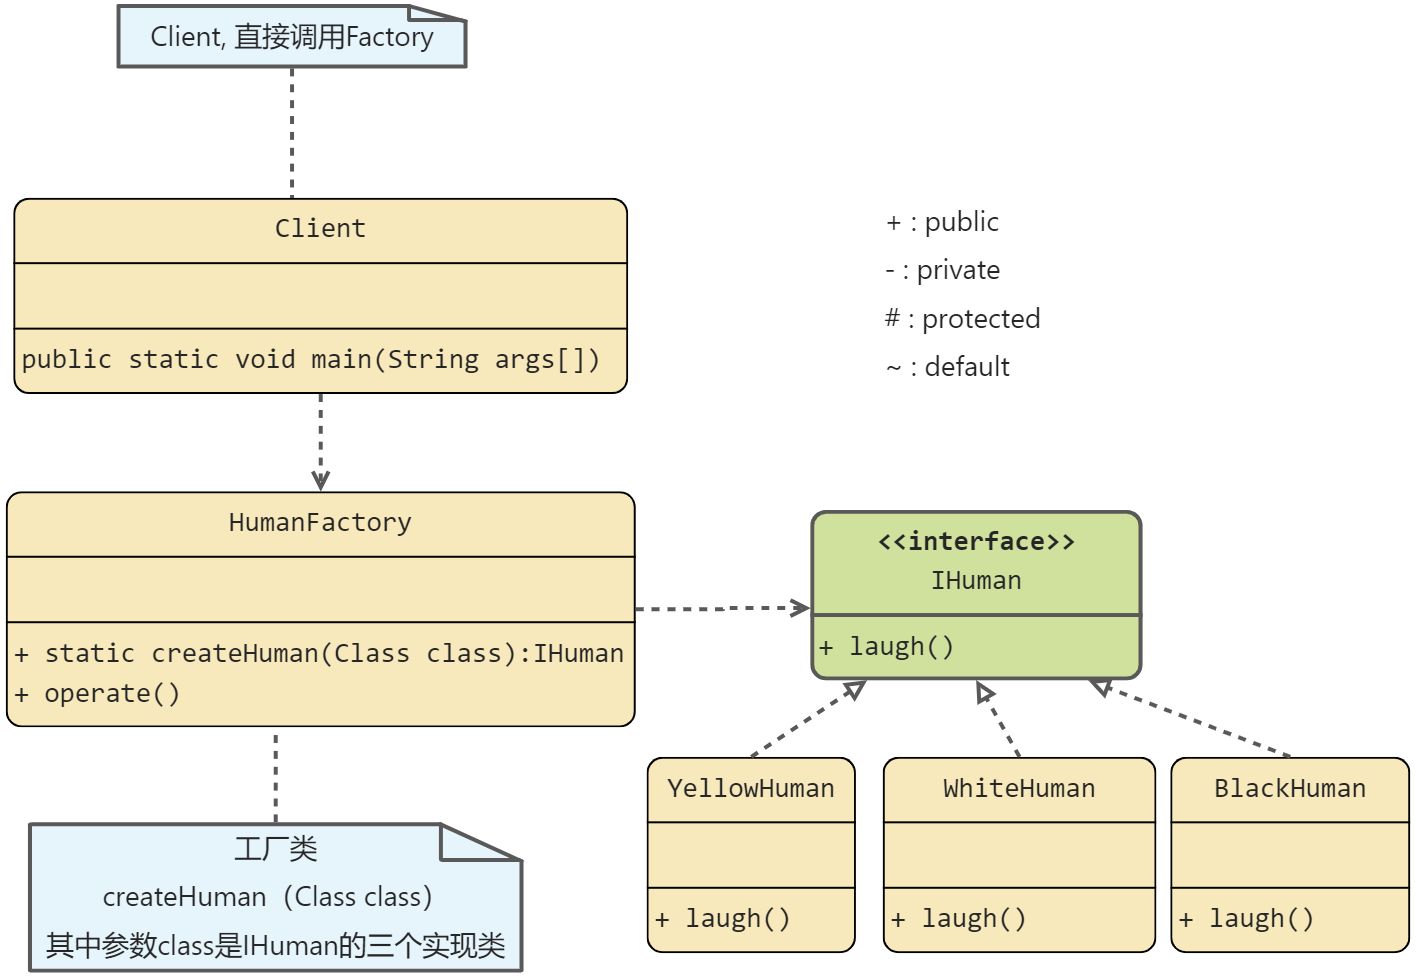 Client, 直接调用Factory
Client
public static void main(String args[])
+ : public
- : private
# : protected
~ : default
HumanFactory
+ static createHuman(Class class):IHuman
+ operate()
<<interface>>
IHuman
+ laugh()
YellowHuman
+ laugh()
WhiteHuman
+ laugh()
BlackHuman
+ laugh()
工厂类
createHuman（Class class）
其中参数class是IHuman的三个实现类